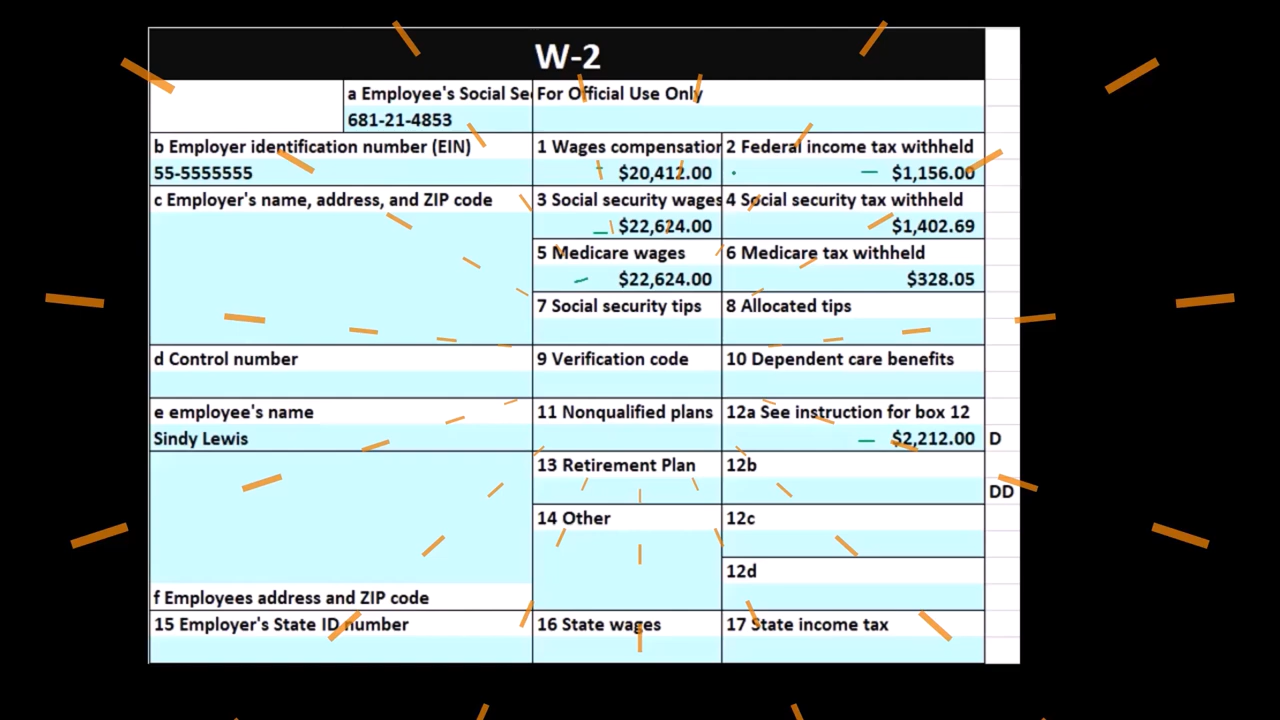 W-2
a Employee's Social Se For Official Use Only
681-21-4853
b Employer identification number (EIN) 1 Wages compensation 2 Federal income tax withheld
55-5555555 $20,412.00 $1,156.00
c Employer's name, address, and ZIP code 3 Social security wages 4 Social security tax withheld
$22,624.00 $1,402.69
5 Medicare wages 6 Medicare tax withheld
$22,624.00 $328.05
7 Social security tips 8 Allocated tips
d Control number 9 Verification code 10 Dependent care benefits
e employee's name 11 Nonqualified plans 12a See instruction for box 12
Sindy Lewis $2,212.00 D
13 Retirement Plan 12b
DD
14 Other 12c
12d
f Employees address and ZIP code
15 Employer's State ID number 16 State wages 17 State income tax